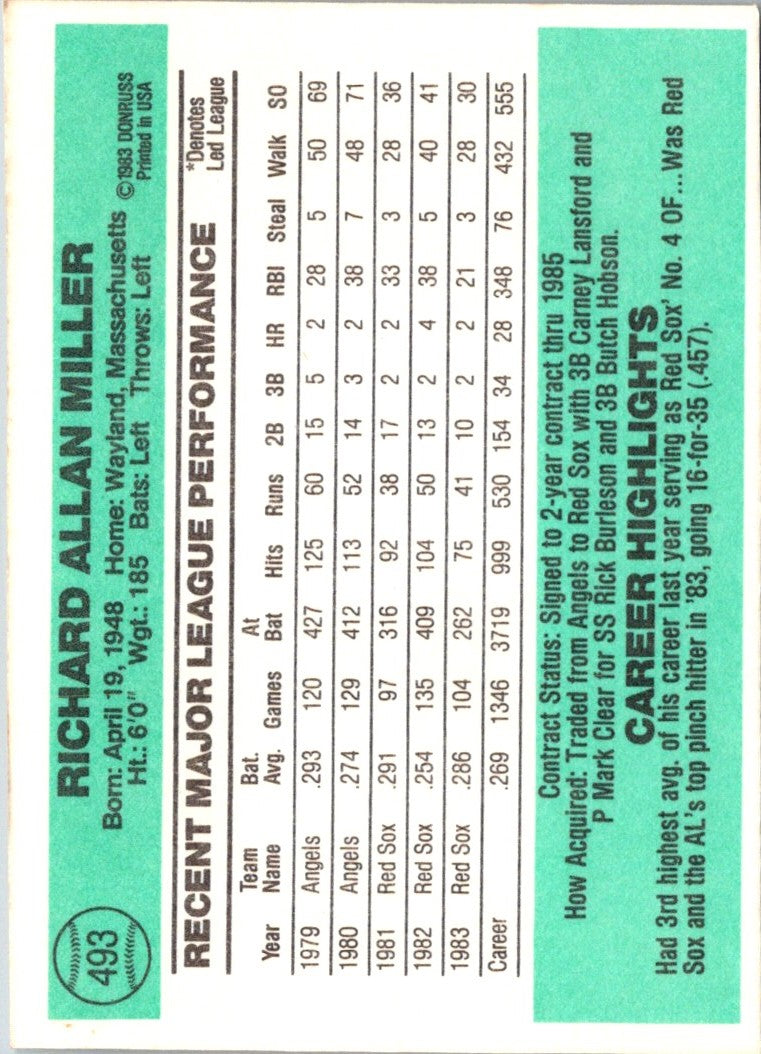 493
RICHARD ALLAN MILLER
Born: April 19, 1948 Home: Wayland, Massachusetts
Ht.: 6'0" Wgt.: 185 Bats: Left Throws: Left
©1983 DONRUSS
Printed in USA
RECENT MAJOR LEAGUE PERFORMANCE
*Denotes
Led League
Year Team Name Bat. Avg. Games At Bat Hits Runs 2B 3B HR RBI Steal Walk SO
1979 Angels .293 120 427 125 60 15 5 2 28 5 50 69
1980 Angels .274 129 412 113 52 14 3 2 38 7 48 71
1981 Red Sox .291 97 316 92 38 17 2 2 33 3 28 36
1982 Red Sox .254 135 409 104 50 13 2 4 38 5 40 41
1983 Red Sox .286 104 262 75 41 10 2 2 21 3 28 30
Career .269 1346 3719 999 530 154 34 28 348 76 432 555
Contract Status: Signed to 2-year contract thru 1985
How Acquired: Traded from Angels to Red Sox with 3B Carney Lansford and
P Mark Clear for SS Rick Burleson and 3B Butch Hobson.
CAREER HIGHLIGHTS
Had 3rd highest avg. of his career last year serving as Red Sox' No. 4 OF...Was Red
Sox and the AL's top pinch hitter in '83, going 16-for-35 (.457).